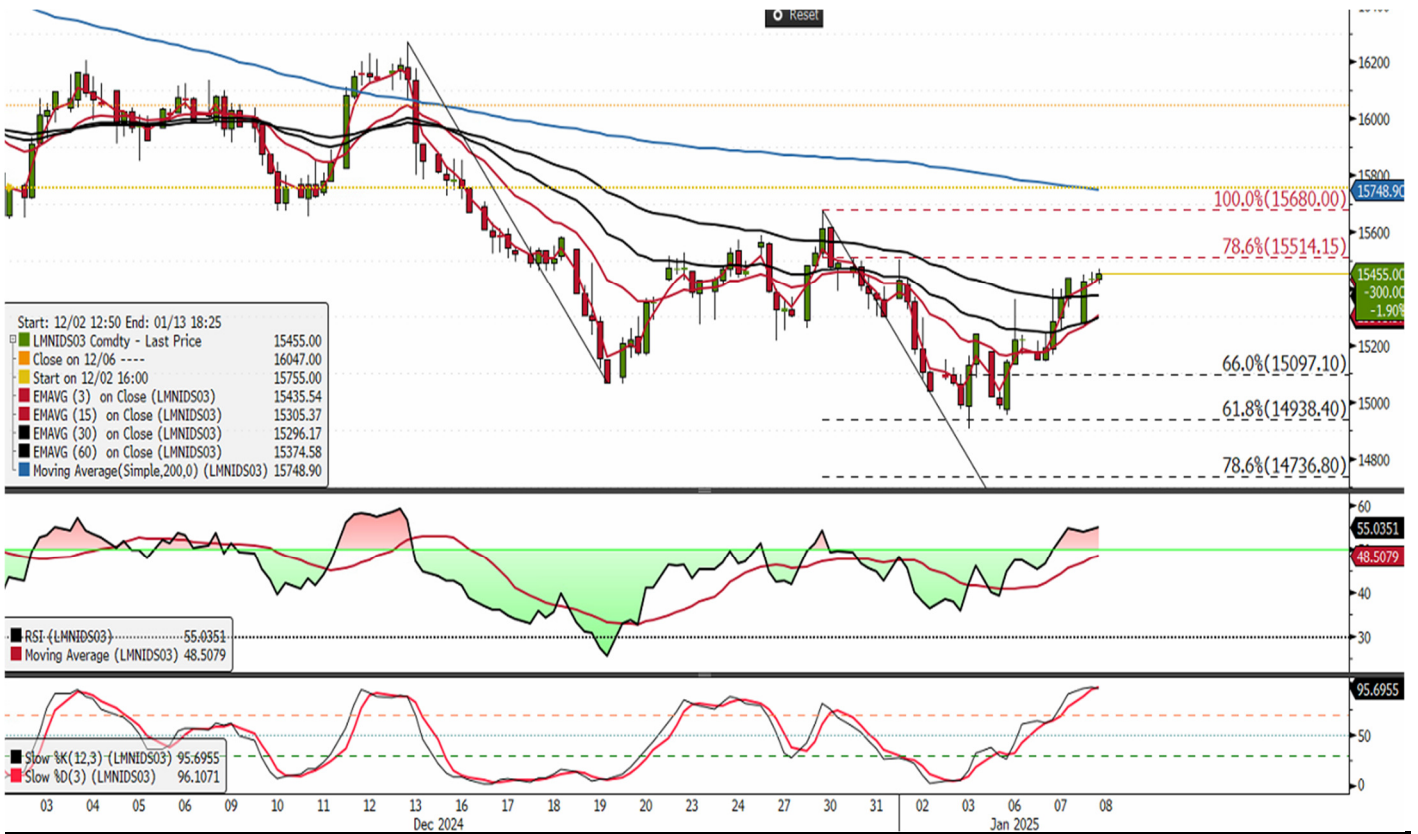 Reset
16200
16000
15800
15748.90
100.0%(15680.00)
15600
78.6%(15514.15)
15455.00
-300.00
-1.90%
15200
66.0%(15097.10)
15000
61.8%(14938.40)
14800
78.6%(14736.80)
Start: 12/02 12:50 End: 01/13 18:25
LMNIDS03 Comdty - Last Price 15455.00
Close on 12/06 ---- 16047.00
Start on 12/02 16:00 15755.00
EMAVG (3) on Close (LMNIDS03) 15435.54
EMAVG (15) on Close (LMNIDS03) 15305.37
EMAVG (30) on Close (LMNIDS03) 15296.17
EMAVG (60) on Close (LMNIDS03) 15374.58
Moving Average(Simple,200,0) (LMNIDS03) 15748.90
60
55.0351
48.5079
40
30
RSI (LMNIDS03) 55.0351
Moving Average (LMNIDS03) 48.5079
95.6955
50
0
Slow %K(12,3) (LMNIDS03) 95.6955
Slow %D(3) (LMNIDS03) 96.1071
03 04 05 06 09 10 11 12 13 16 17 18 19 20 23 24 27 30 31 02 03 06 07 08
Dec 2024 Jan 2025